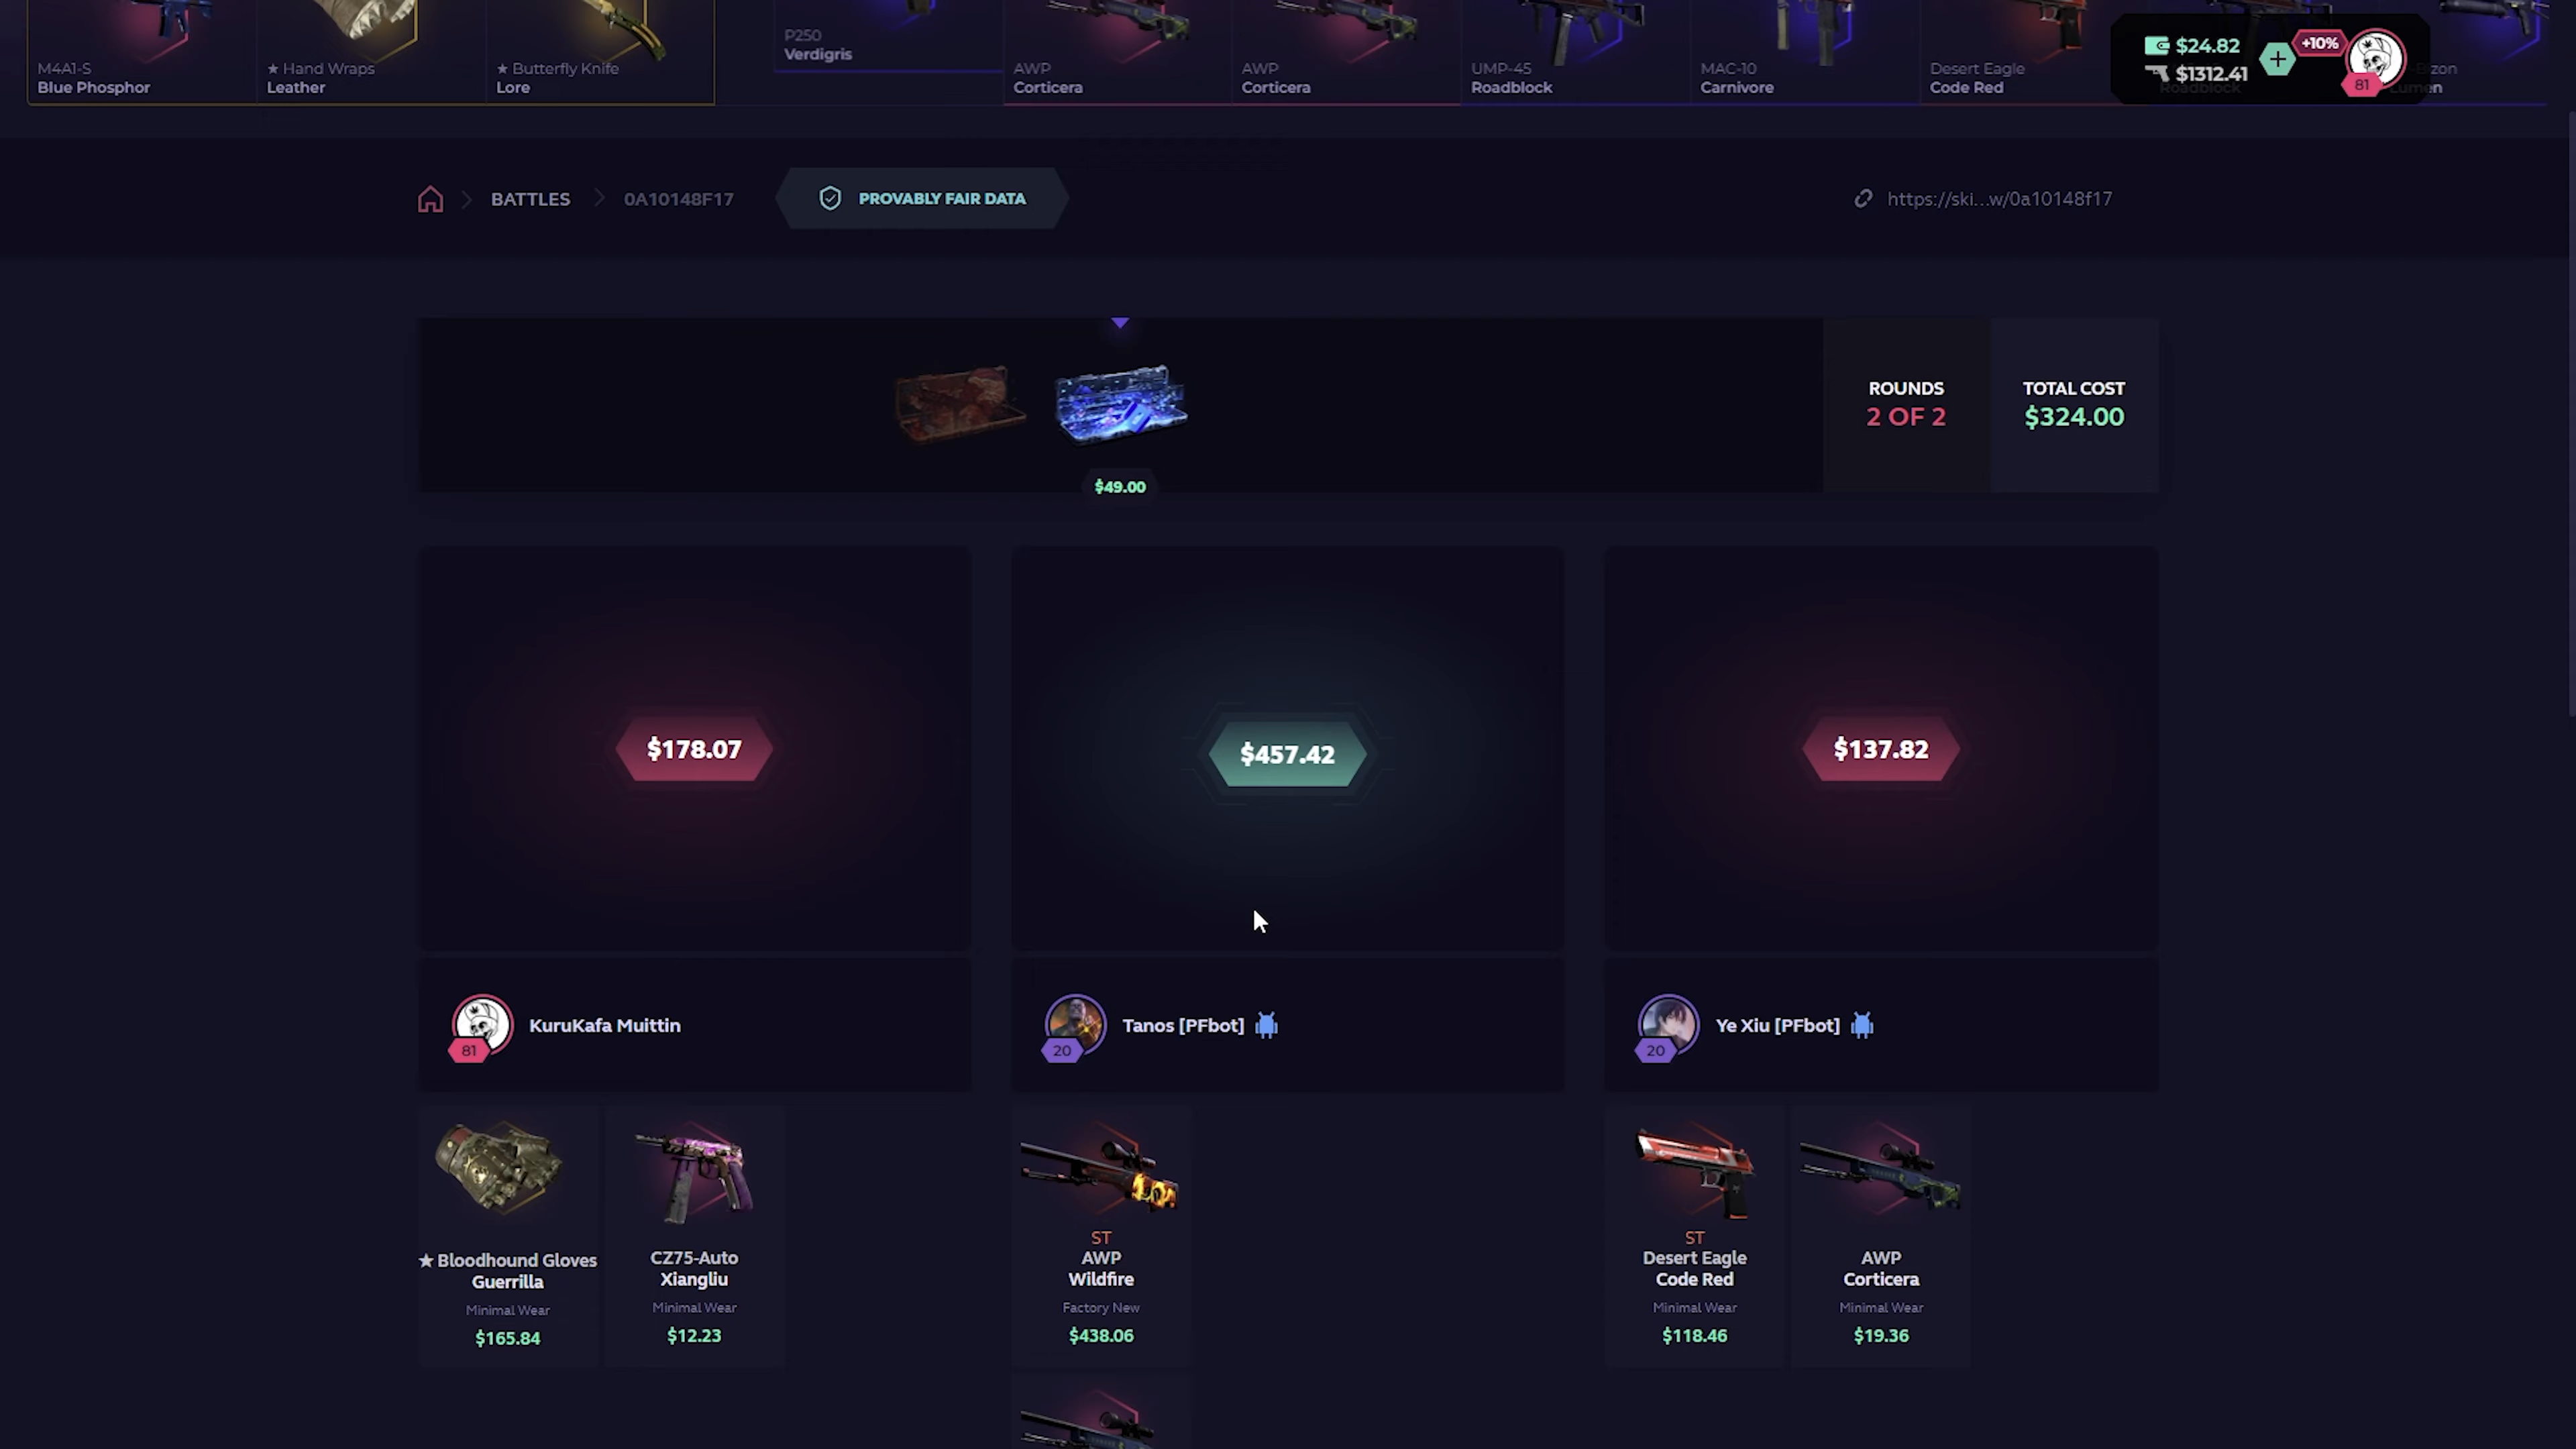 M4A1-S
Blue Phosphor
★ Hand Wraps
Leather
★ Butterfly Knife
Lore
P250
Verdigris
AWP
Corticera
AWP
Corticera
UMP-45
Roadblock
MAC-10
Carnivore
Desert Eagle
Code Red
Roadblock
$24.82
$1312.41
+10%
81
BATTLES
0A10148F17
PROVABLY FAIR DATA
https://ski...w/0a10148f17
ROUNDS
2 OF 2
TOTAL COST
$324.00
$49.00
$178.07
$457.42
$137.82
81
KuruKafa Muittin
20
Tanos [PFbot]
20
Ye Xiu [PFbot]
★ Bloodhound Gloves
Guerrilla
Minimal Wear
$165.84
CZ75-Auto
Xiangliu
Minimal Wear
$12.23
ST
AWP
Wildfire
Factory New
$438.06
ST
Desert Eagle
Code Red
Minimal Wear
$118.46
AWP
Corticera
Minimal Wear
$19.36